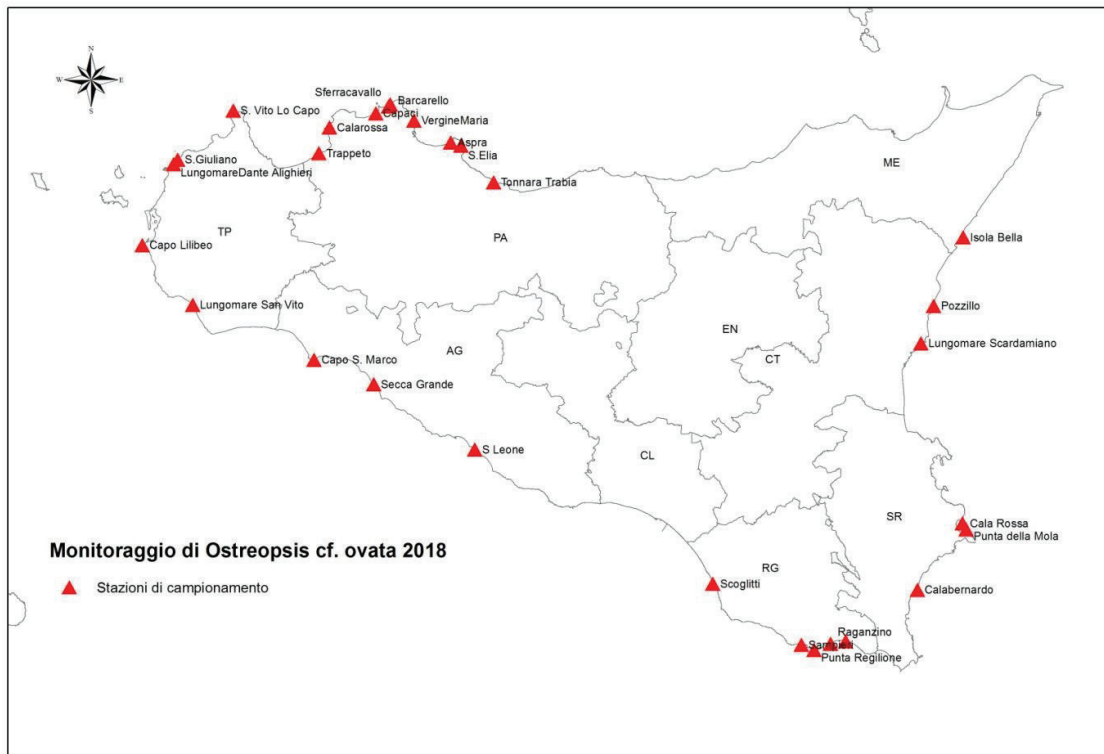 N
W
E
S
Sferracavallo
Barcarello
S. Vito Lo Capo
Capaci
VergineMaria
Calarossa
Aspra
S.Elia
Trappeto
S.Giuliano
LungomareDante Alighieri
Tonnara Trabia
ME
TP
PA
Isola Bella
Capo Lilibeo
Lungomare San Vito
Pozzillo
EN
Lungomare Scardamiano
AG
CT
Capo S. Marco
Secca Grande
S Leone
CL
SR
Cala Rossa
Punta della Mola
Monitoraggio di Ostreopsis cf. ovata 2018
Stazioni di campionamento
RG
Scoglitti
Calabernardo
Raganzino
Sampieri
Punta Regilione